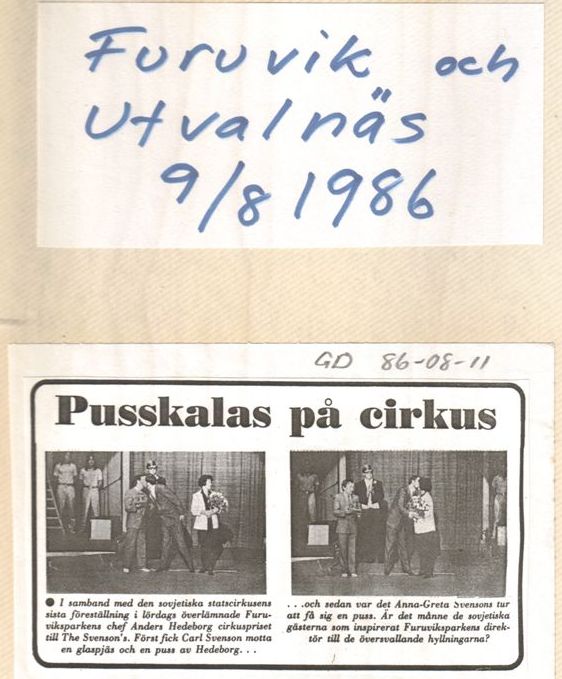 Furuvik och
Utvalnäs
9/8 1986
GD 86-08-11
Pusskalas på cirkus
● I samband med den sovjetiska statscirkusens
sista föreställning i lördags överlämnade Furu-
viksparkens chef Anders Hedeborg cirkuspriset
till The Svenson's. Först fick Carl Svenson motta
en glaspjäs och en puss av Hedeborg. . .
. . .och sedan var det Anna-Greta Svensons tur
att få sig en puss. Är det månne de sovjetiska
gästerna som inspirerat Furuviksparkens direk-
tör till de översvallande hyllningarna?